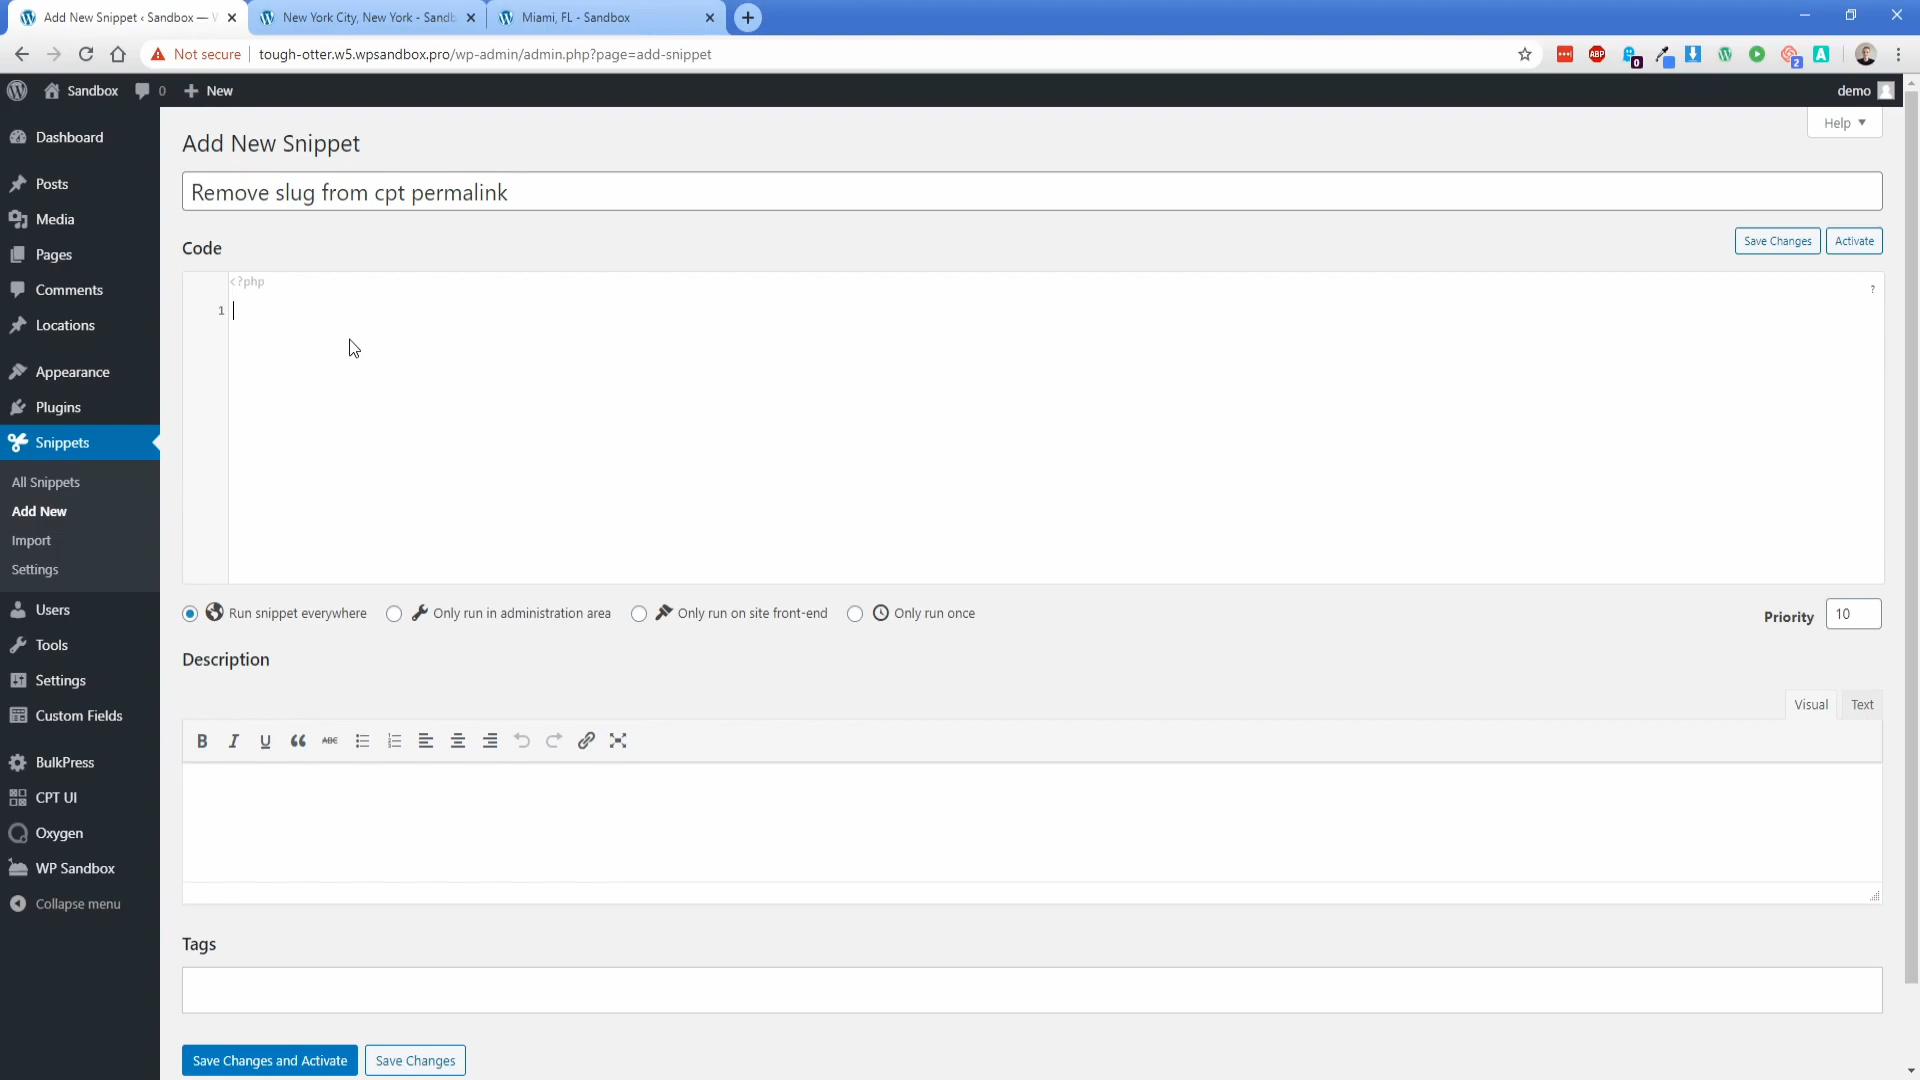 Add New Snippet ‹ Sandbox — W
New York City, New York - Sandb
Miami, FL - Sandbox
Not secure
tough-otter.w5.wpsandbox.pro/wp-admin/admin.php?page=add-snippet
ABP
0
2
A
Sandbox
0
New
demo
Help
Dashboard
Posts
Media
Pages
Comments
Locations
Appearance
Plugins
Snippets
All Snippets
Add New
Import
Settings
Users
Tools
Settings
Custom Fields
BulkPress
CPT UI
Oxygen
WP Sandbox
Collapse menu
Add New Snippet
Remove slug from cpt permalink
Code
Save Changes
Activate
<?php
?
1
Run snippet everywhere
Only run in administration area
Only run on site front-end
Only run once
Priority
10
Description
Visual
Text
B I U ABC
Tags
Save Changes and Activate
Save Changes